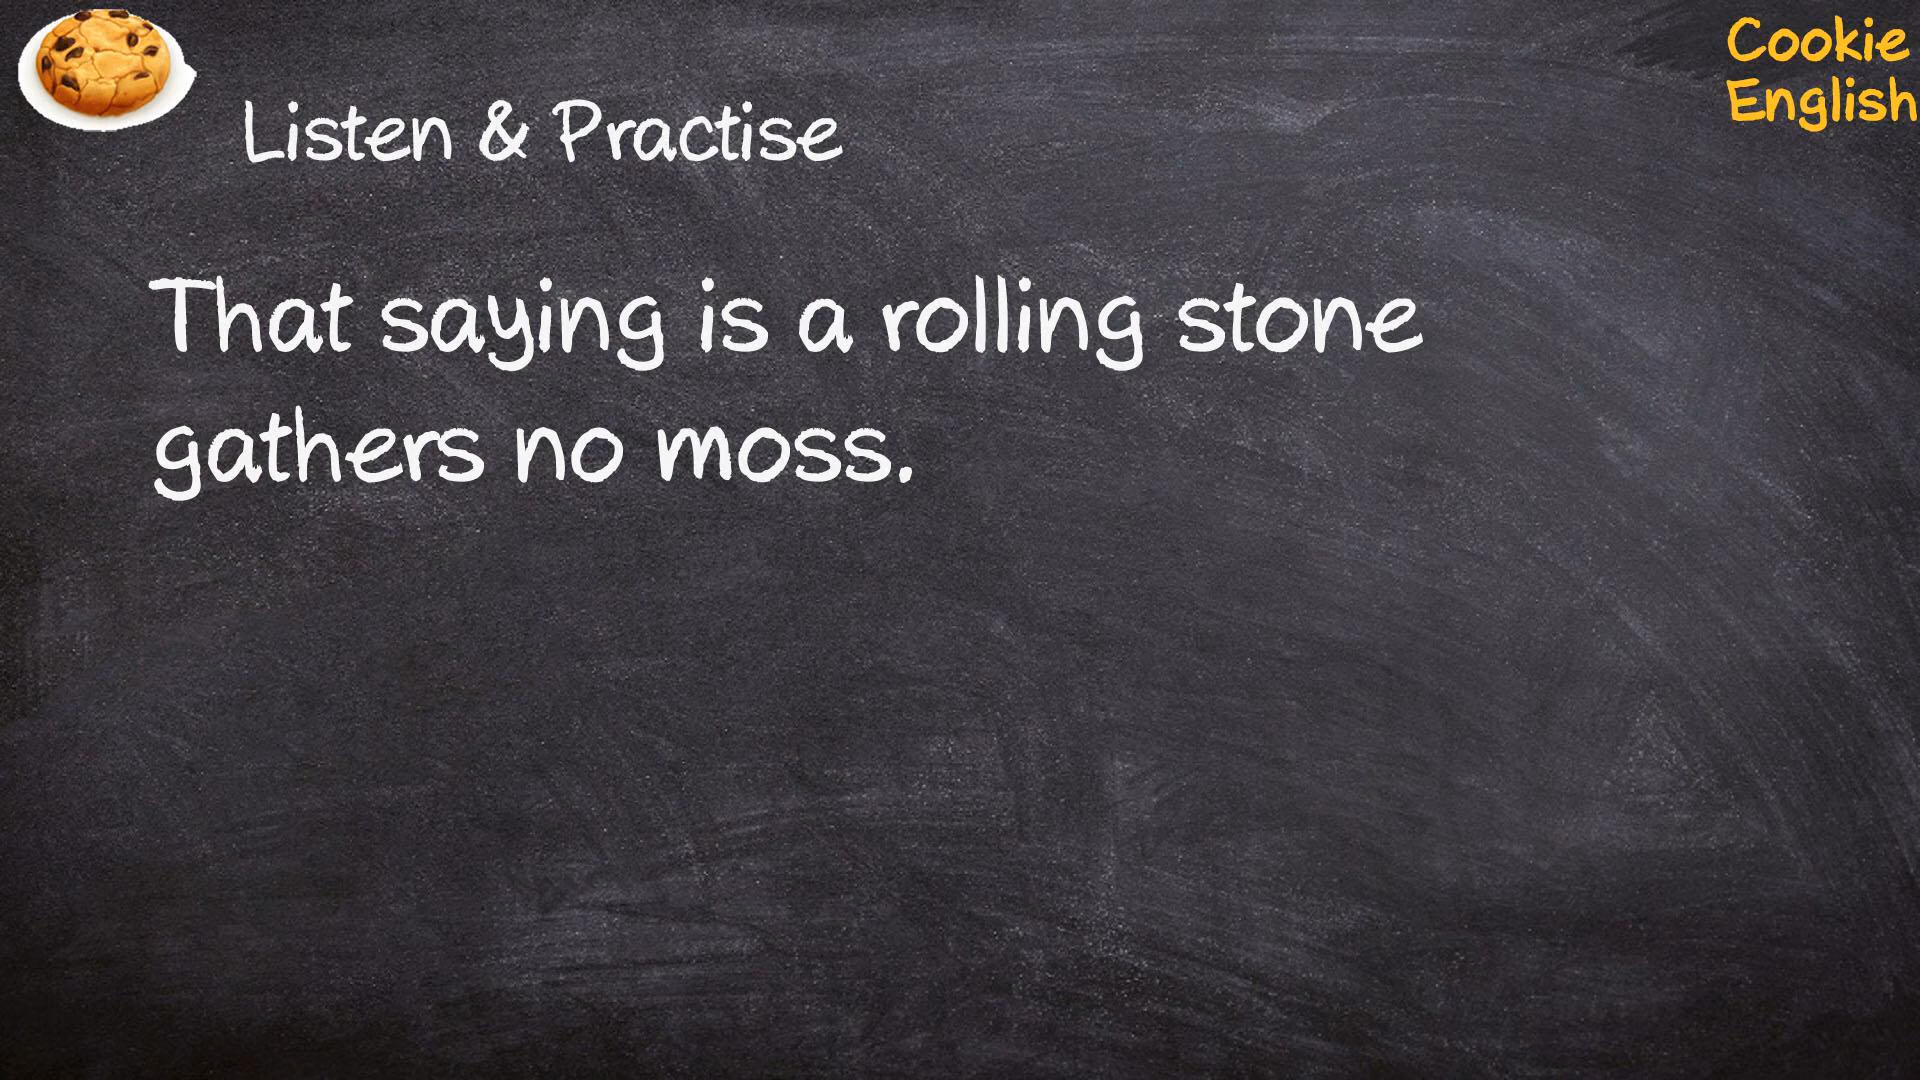 Cookie
English
Listen & Practise
That saying is a rolling stone
gathers no moss.